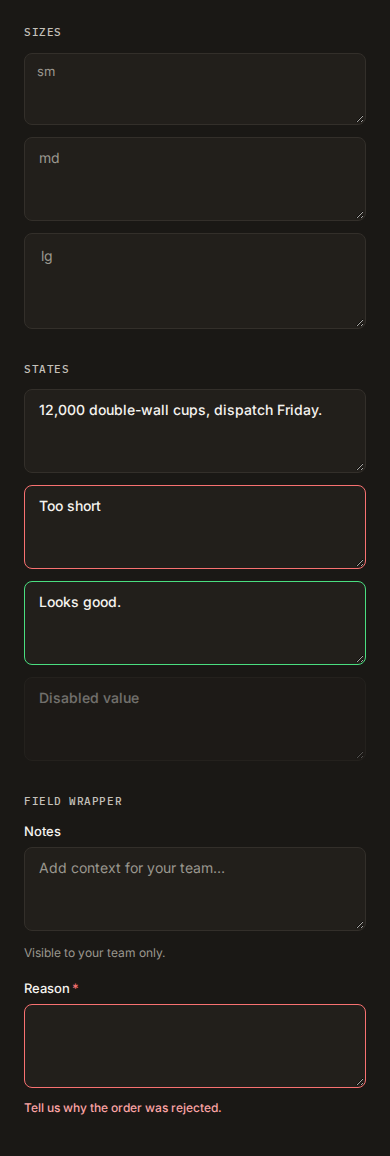 SIZES
sm
md
lg
STATES
12,000 double-wall cups, dispatch Friday.
Too short
Looks good.
Disabled value
FIELD WRAPPER
Notes
Add context for your team...
Visible to your team only.
Reason *
Tell us why the order was rejected.